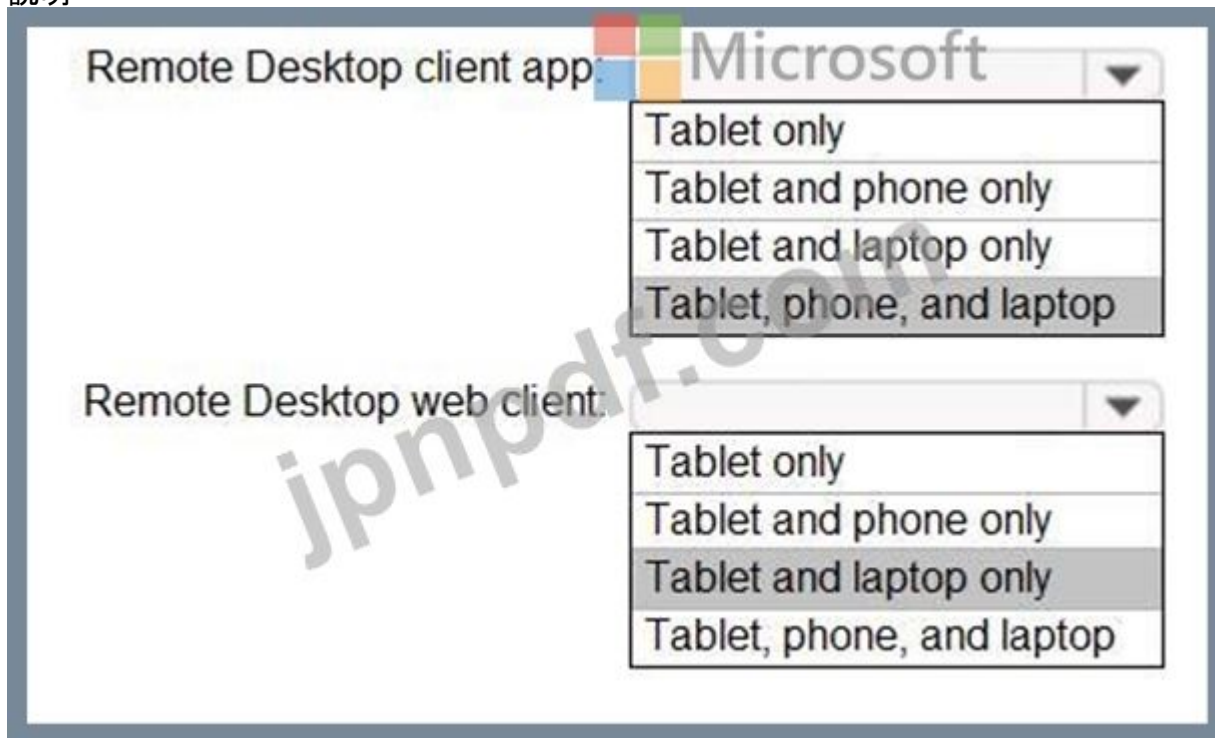 Remote Desktop client app:
Microsoft
Tablet only
Tablet and phone only
Tablet and laptop only
Tablet, phone, and laptop
Remote Desktop web client:
Tablet only
Tablet and phone only
Tablet and laptop only
Tablet, phone, and laptop
jpnpdf.com